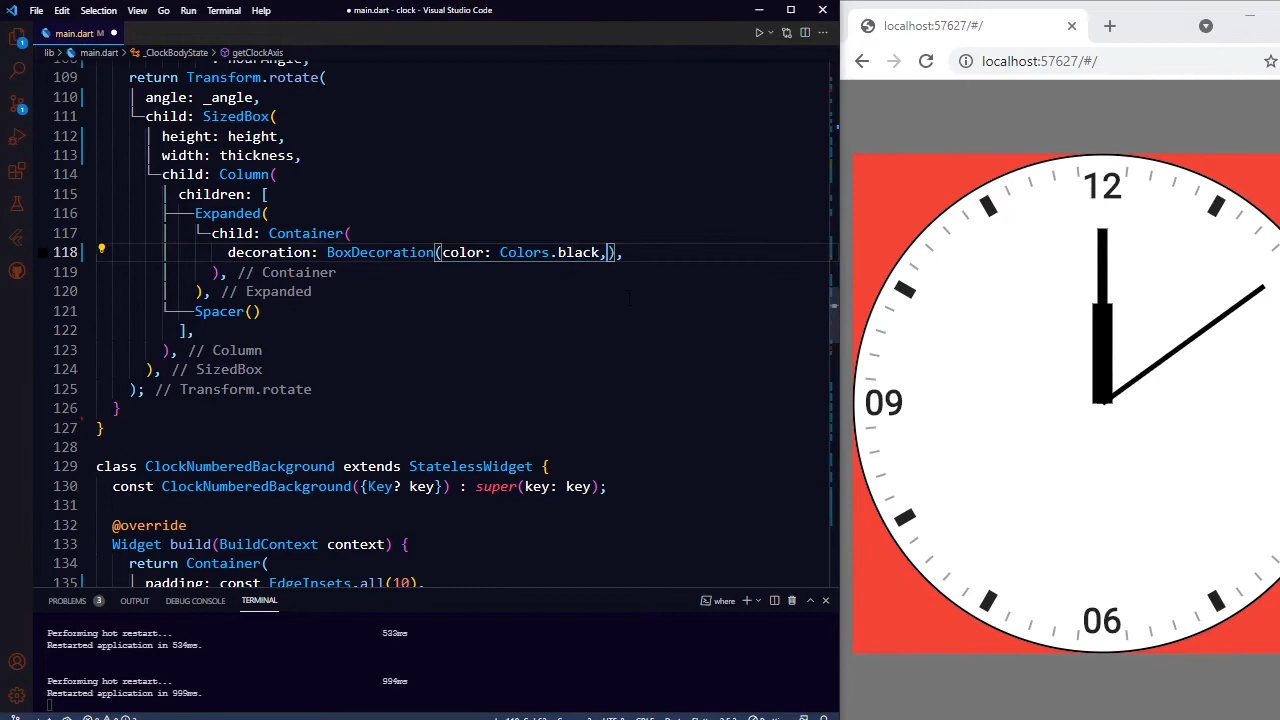 File Edit Selection View Go Run Terminal Help
● main.dart - clock - Visual Studio Code
main.dart M ●
lib > main.dart > _ClockBodyState > getClockAxis
109 return Transform.rotate(
110 angle: _angle,
111 child: SizedBox(
112 height: height,
113 width: thickness,
114 child: Column(
115 children: [
116 Expanded(
117 child: Container(
118 decoration: BoxDecoration(color: Colors.black,),
119 ), // Container
120 ), // Expanded
121 Spacer()
122 ],
123 ), // Column
124 ), // SizedBox
125 ); // Transform.rotate
126 }
127 }
128
129 class ClockNumberedBackground extends StatelessWidget {
130 const ClockNumberedBackground({Key? key}) : super(key: key);
131
132 @override
133 Widget build(BuildContext context) {
134 return Container(
135 padding: const EdgeInsets.all(10),
PROBLEMS 3 OUTPUT DEBUG CONSOLE TERMINAL
where
Performing hot restart... 533ms
Restarted application in 534ms.
Performing hot restart... 994ms
Restarted application in 999ms.
localhost:57627/#/
localhost:57627/#/
12
09
06